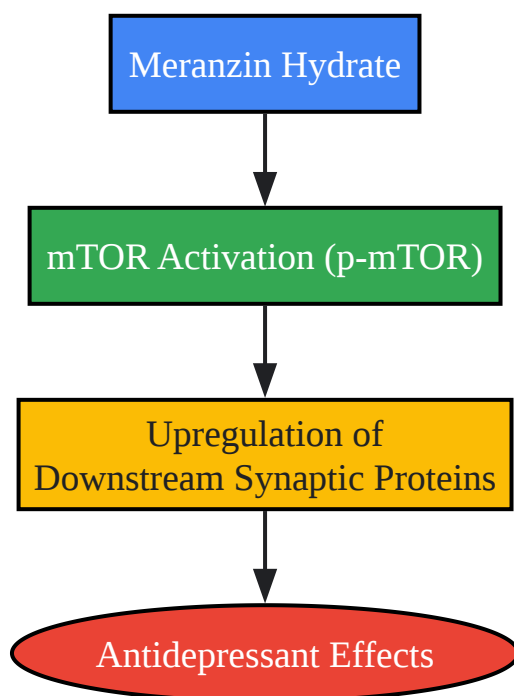 Meranzin Hydrate
mTOR Activation (p-mTOR)
Upregulation of
Downstream Synaptic Proteins
Antidepressant Effects